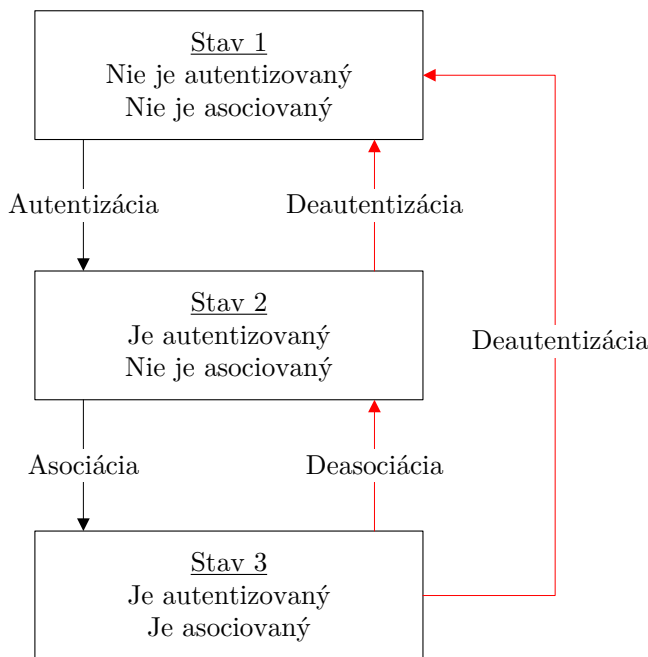 Stav 1
Nie je autentizovaný
Nie je asociovaný
Autentizácia
Deautentizácia
Stav 2
Je autentizovaný
Nie je asociovaný
Deautentizácia
Asociácia
Deasociácia
Stav 3
Je autentizovaný
Je asociovaný